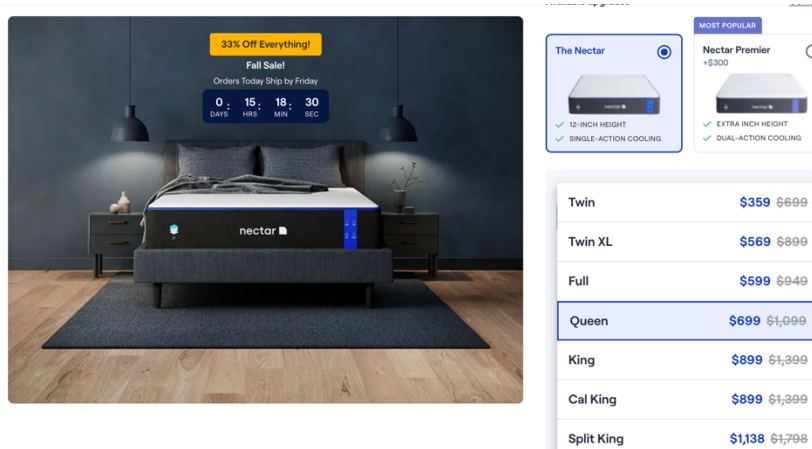 33% Off Everything!
Fall Sale!
Orders Today Ship by Friday
0 : 15 : 18 : 30
DAYS HRS MIN SEC
nectar
MOST POPULAR
The Nectar
12-INCH HEIGHT
SINGLE-ACTION COOLING
Nectar Premier
+$300
EXTRA INCH HEIGHT
DUAL-ACTION COOLING
Twin $359 $699
Twin XL $569 $899
Full $599 $949
Queen $699 $1,099
King $899 $1,399
Cal King $899 $1,399
Split King $1,138 $1,798